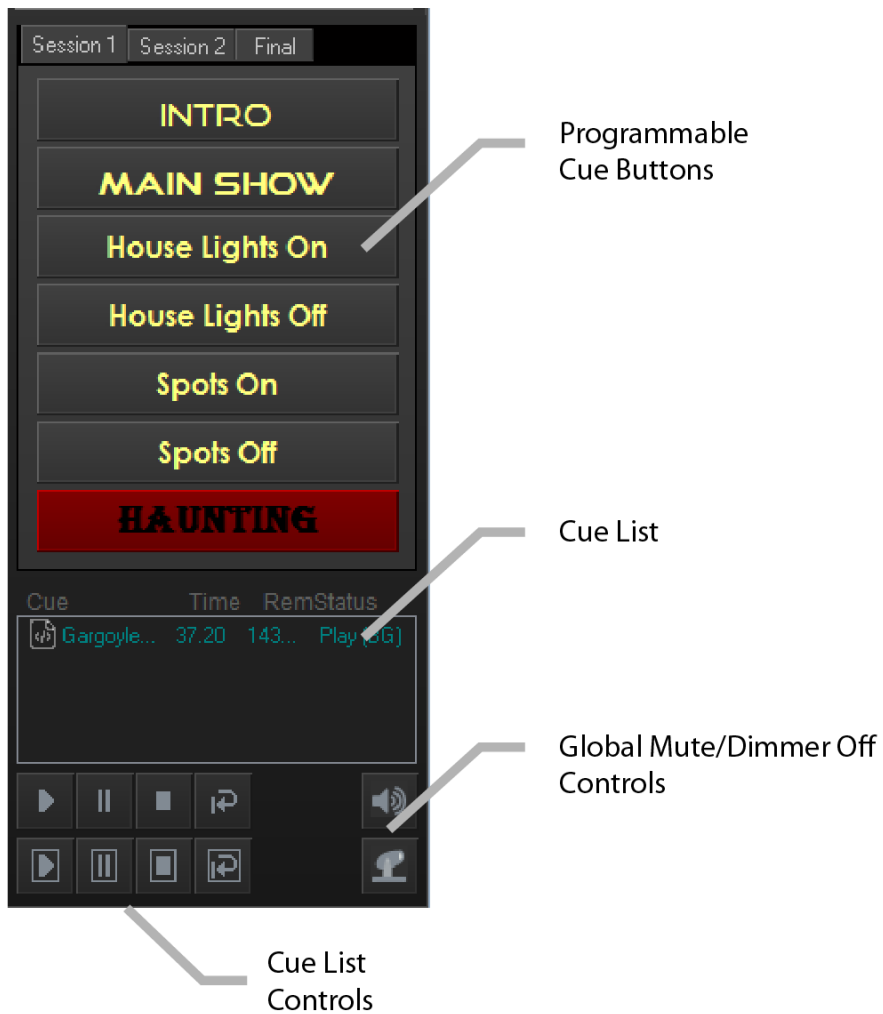 Session 1 Session 2 Final
INTRO
MAIN SHOW
House Lights On
House Lights Off
Spots On
Spots Off
HAUNTING
Programmable
Cue Buttons
Cue List
Cue Time RemStatus
Gargoyle... 37.20 143... Play (BG)
Global Mute/Dimmer Off
Controls
Cue List
Controls